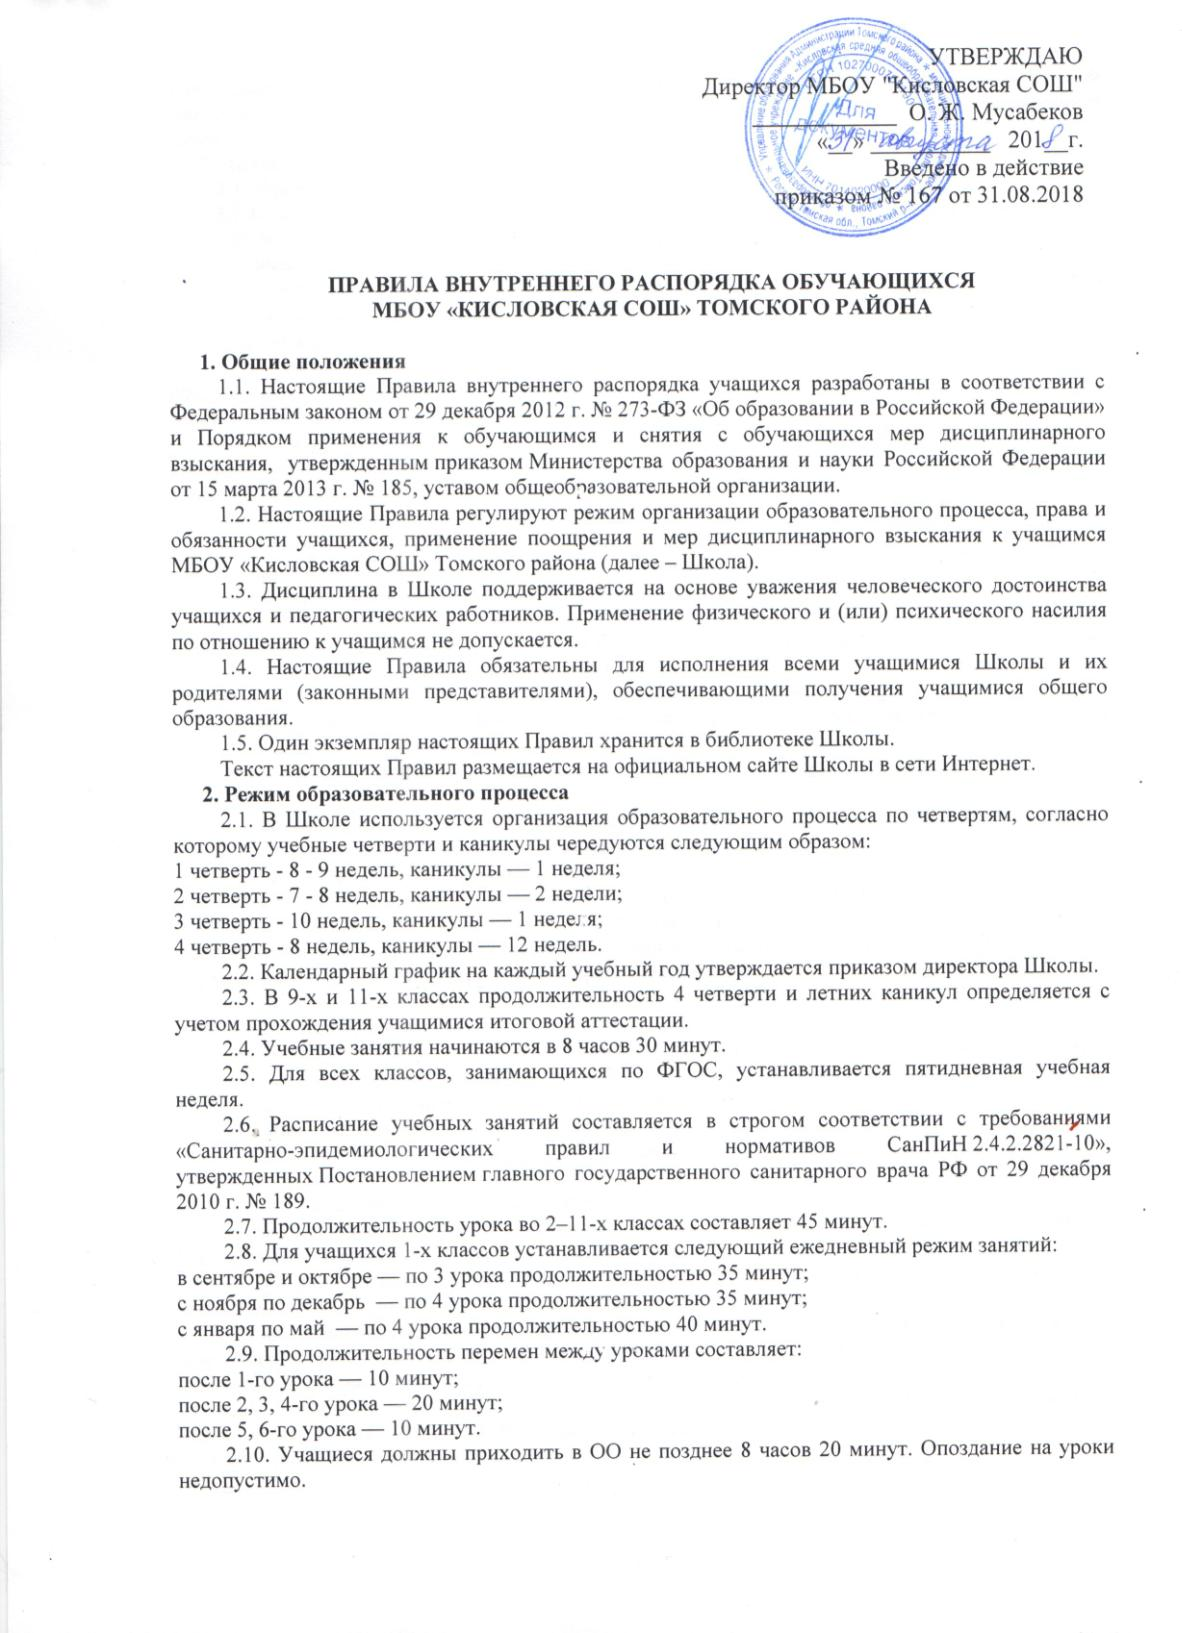 УТВЕРЖДАЮ
Директор МБОУ "Кисловская СОШ"
____________ О. Ж. Мусабеков
«31» августа 2018 г.
Введено в действие
приказом № 167 от 31.08.2018
Для
документов
ИНН 7014020000
ПРАВИЛА ВНУТРЕННЕГО РАСПОРЯДКА ОБУЧАЮЩИХСЯ
МБОУ «КИСЛОВСКАЯ СОШ» ТОМСКОГО РАЙОНА
1. Общие положения
1.1. Настоящие Правила внутреннего распорядка учащихся разработаны в соответствии с
Федеральным законом от 29 декабря 2012 г. № 273-ФЗ «Об образовании в Российской Федерации»
и Порядком применения к обучающимся и снятия с обучающихся мер дисциплинарного
взыскания, утвержденным приказом Министерства образования и науки Российской Федерации
от 15 марта 2013 г. № 185, уставом общеобразовательной организации.
1.2. Настоящие Правила регулируют режим организации образовательного процесса, права и
обязанности учащихся, применение поощрения и мер дисциплинарного взыскания к учащимся
МБОУ «Кисловская СОШ» Томского района (далее – Школа).
1.3. Дисциплина в Школе поддерживается на основе уважения человеческого достоинства
учащихся и педагогических работников. Применение физического и (или) психического насилия
по отношению к учащимся не допускается.
1.4. Настоящие Правила обязательны для исполнения всеми учащимися Школы и их
родителями (законными представителями), обеспечивающими получения учащимися общего
образования.
1.5. Один экземпляр настоящих Правил хранится в библиотеке Школы.
Текст настоящих Правил размещается на официальном сайте Школы в сети Интернет.
2. Режим образовательного процесса
2.1. В Школе используется организация образовательного процесса по четвертям, согласно
которому учебные четверти и каникулы чередуются следующим образом:
1 четверть - 8 - 9 недель, каникулы — 1 неделя;
2 четверть - 7 - 8 недель, каникулы — 2 недели;
3 четверть - 10 недель, каникулы — 1 неделя;
4 четверть - 8 недель, каникулы — 12 недель.
2.2. Календарный график на каждый учебный год утверждается приказом директора Школы.
2.3. В 9-х и 11-х классах продолжительность 4 четверти и летних каникул определяется с
учетом прохождения учащимися итоговой аттестации.
2.4. Учебные занятия начинаются в 8 часов 30 минут.
2.5. Для всех классов, занимающихся по ФГОС, устанавливается пятидневная учебная
неделя.
2.6. Расписание учебных занятий составляется в строгом соответствии с требованиями
«Санитарно-эпидемиологических правил и нормативов СанПиН 2.4.2.2821-10»,
утвержденных Постановлением главного государственного санитарного врача РФ от 29 декабря
2010 г. № 189.
2.7. Продолжительность урока во 2–11-х классах составляет 45 минут.
2.8. Для учащихся 1-х классов устанавливается следующий ежедневный режим занятий:
в сентябре и октябре — по 3 урока продолжительностью 35 минут;
с ноября по декабрь — по 4 урока продолжительностью 35 минут;
с января по май — по 4 урока продолжительностью 40 минут.
2.9. Продолжительность перемен между уроками составляет:
после 1-го урока — 10 минут;
после 2, 3, 4-го урока — 20 минут;
после 5, 6-го урока — 10 минут.
2.10. Учащиеся должны приходить в ОО не позднее 8 часов 20 минут. Опоздание на уроки
недопустимо.